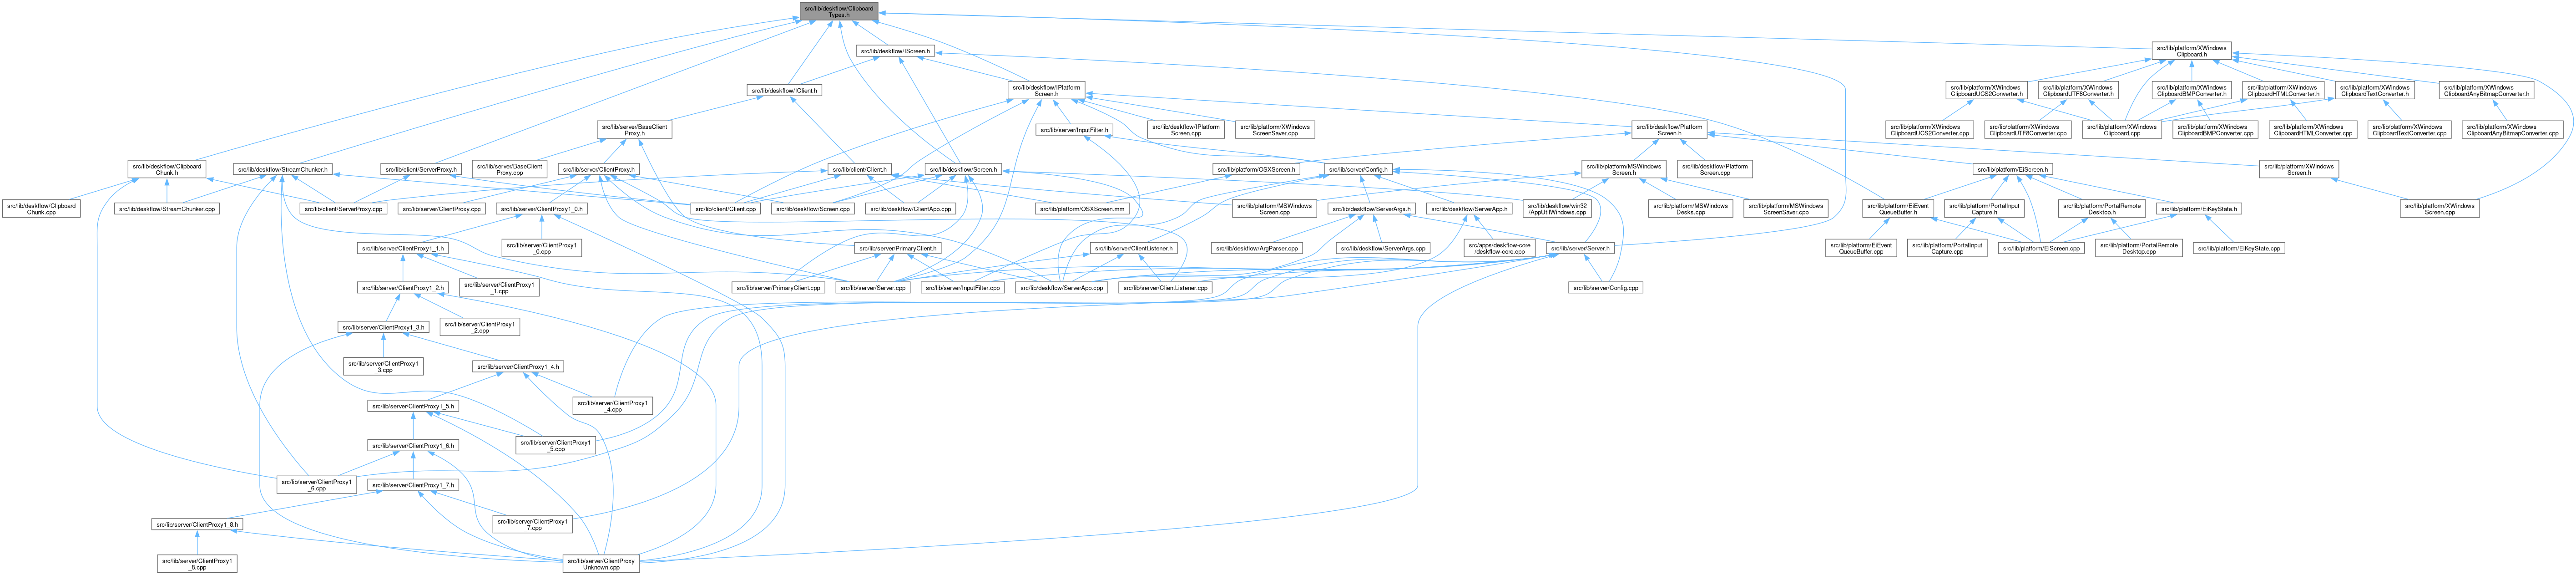 src/lib/deskflow/Clipboard
Types.h
src/lib/deskflow/IScreen.h
src/lib/platform/XWindows
Clipboard.h
src/lib/deskflow/IClient.h
src/lib/deskflow/IPlatform
Screen.h
src/lib/platform/XWindows
ClipboardUCS2Converter.h
src/lib/platform/XWindows
ClipboardUTF8Converter.h
src/lib/platform/XWindows
ClipboardBMPConverter.h
src/lib/platform/XWindows
ClipboardHTMLConverter.h
src/lib/platform/XWindows
ClipboardTextConverter.h
src/lib/platform/XWindows
ClipboardAnyBitmapConverter.h
src/lib/server/BaseClient
Proxy.h
src/lib/server/InputFilter.h
src/lib/deskflow/IPlatform
Screen.cpp
src/lib/platform/XWindows
ScreenSaver.cpp
src/lib/deskflow/Platform
Screen.h
src/lib/platform/XWindows
ClipboardUCS2Converter.cpp
src/lib/platform/XWindows
ClipboardUTF8Converter.cpp
src/lib/platform/XWindows
Clipboard.cpp
src/lib/platform/XWindows
ClipboardBMPConverter.cpp
src/lib/platform/XWindows
ClipboardHTMLConverter.cpp
src/lib/platform/XWindows
ClipboardTextConverter.cpp
src/lib/platform/XWindows
ClipboardAnyBitmapConverter.cpp
src/lib/deskflow/Clipboard
Chunk.h
src/lib/deskflow/StreamChunker.h
src/lib/client/ServerProxy.h
src/lib/server/BaseClient
Proxy.cpp
src/lib/server/ClientProxy.h
src/lib/client/Client.h
src/lib/deskflow/Screen.h
src/lib/platform/OSXScreen.h
src/lib/server/Config.h
src/lib/platform/MSWindows
Screen.h
src/lib/deskflow/Platform
Screen.cpp
src/lib/platform/EiScreen.h
src/lib/platform/XWindows
Screen.h
src/lib/deskflow/Clipboard
Chunk.cpp
src/lib/deskflow/StreamChunker.cpp
src/lib/client/ServerProxy.cpp
src/lib/server/ClientProxy.cpp
src/lib/server/ClientProxy1_0.h
src/lib/client/Client.cpp
src/lib/deskflow/Screen.cpp
src/lib/deskflow/ClientApp.cpp
src/lib/platform/OSXScreen.mm
src/lib/platform/MSWindows
Screen.cpp
src/lib/deskflow/ServerArgs.h
src/lib/deskflow/ServerApp.h
src/lib/deskflow/win32
/AppUtilWindows.cpp
src/lib/platform/MSWindows
Desks.cpp
src/lib/platform/MSWindows
ScreenSaver.cpp
src/lib/platform/EiEvent
QueueBuffer.h
src/lib/platform/PortalInput
Capture.h
src/lib/platform/PortalRemote
Desktop.h
src/lib/platform/EiKeyState.h
src/lib/platform/XWindows
Screen.cpp
src/lib/server/ClientProxy1_1.h
src/lib/server/ClientProxy1
_0.cpp
src/lib/server/PrimaryClient.h
src/lib/server/ClientListener.h
src/lib/deskflow/ArgParser.cpp
src/lib/deskflow/ServerArgs.cpp
src/apps/deskflow-core
/deskflow-core.cpp
src/lib/server/Server.h
src/lib/platform/EiEvent
QueueBuffer.cpp
src/lib/platform/PortalInput
Capture.cpp
src/lib/platform/EiScreen.cpp
src/lib/platform/PortalRemote
Desktop.cpp
src/lib/platform/EiKeyState.cpp
src/lib/server/ClientProxy1_2.h
src/lib/server/ClientProxy1
_1.cpp
src/lib/server/PrimaryClient.cpp
src/lib/server/Server.cpp
src/lib/server/InputFilter.cpp
src/lib/deskflow/ServerApp.cpp
src/lib/server/ClientListener.cpp
src/lib/server/Config.cpp
src/lib/server/ClientProxy1_3.h
src/lib/server/ClientProxy1
_2.cpp
src/lib/server/ClientProxy1
_3.cpp
src/lib/server/ClientProxy1_4.h
src/lib/server/ClientProxy1_5.h
src/lib/server/ClientProxy1
_4.cpp
src/lib/server/ClientProxy1_6.h
src/lib/server/ClientProxy1
_5.cpp
src/lib/server/ClientProxy1
_6.cpp
src/lib/server/ClientProxy1_7.h
src/lib/server/ClientProxy1_8.h
src/lib/server/ClientProxy1
_7.cpp
src/lib/server/ClientProxy1
_8.cpp
src/lib/server/ClientProxy
Unknown.cpp